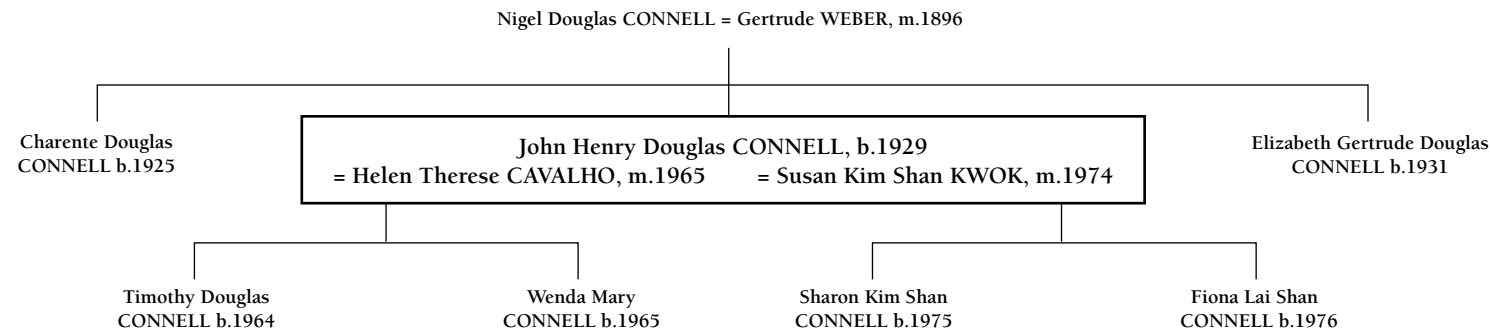 Nigel Douglas CONNELL = Gertrude WEBER, m.1896
Charente Douglas
CONNELL b.1925
John Henry Douglas CONNELL, b.1929
= Helen Therese CAVALHO, m.1965 = Susan Kim Shan KWOK, m.1974
Elizabeth Gertrude Douglas
CONNELL b.1931
Timothy Douglas
CONNELL b.1964
Wenda Mary
CONNELL b.1965
Sharon Kim Shan
CONNELL b.1975
Fiona Lai Shan
CONNELL b.1976